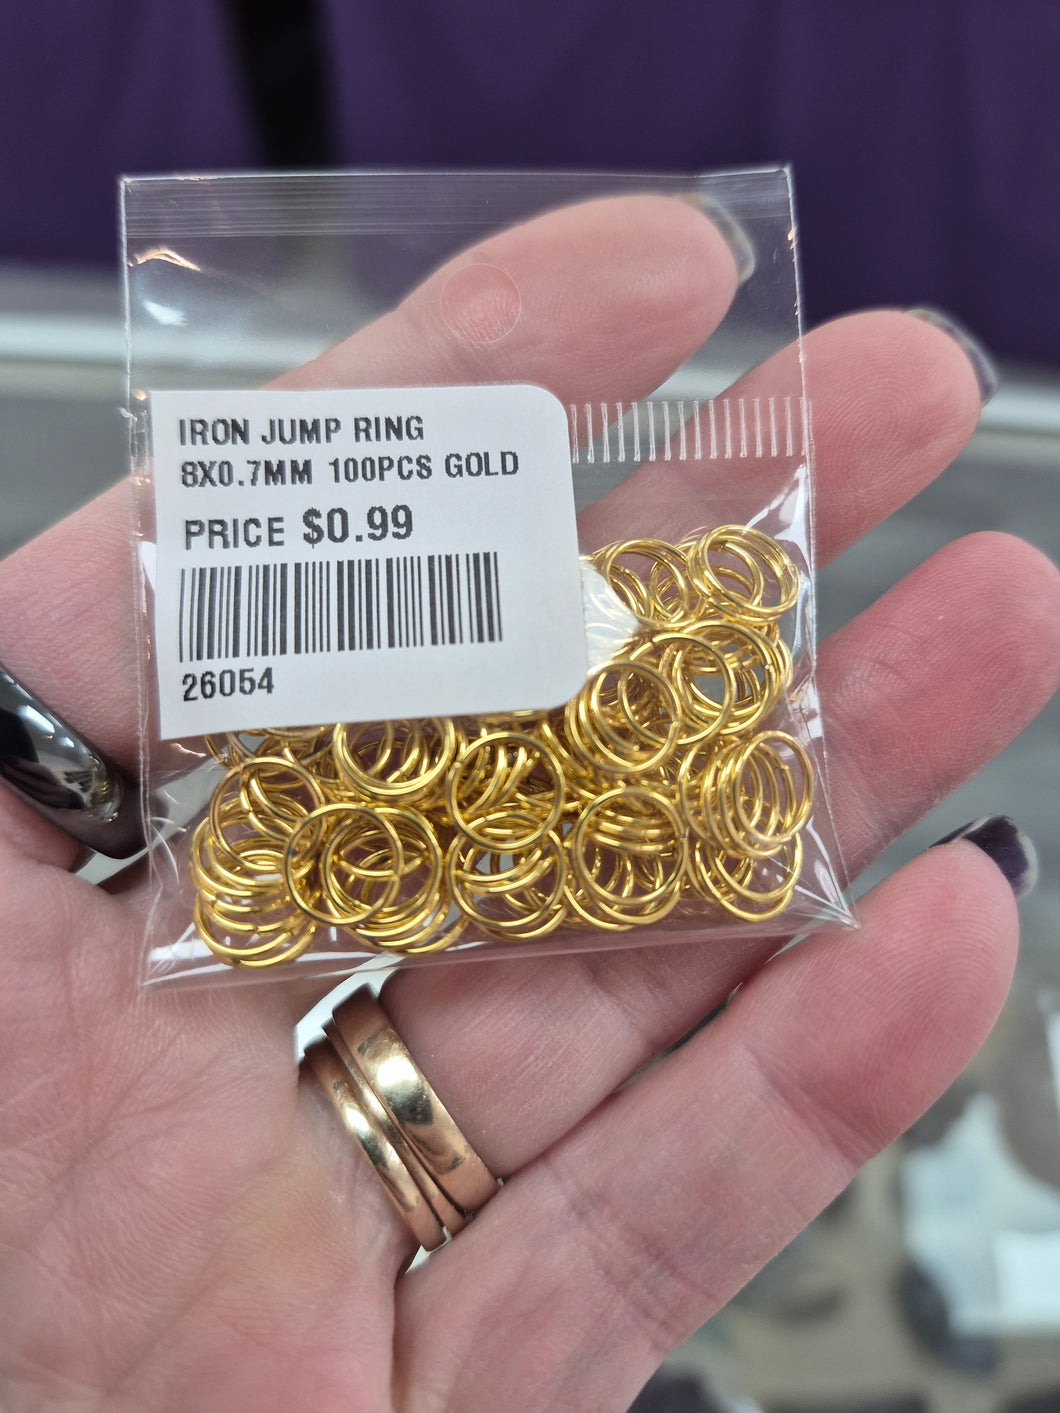 IRON JUMP RING
8X0.7MM 100PCS GOLD
PRICE $0.99
26054